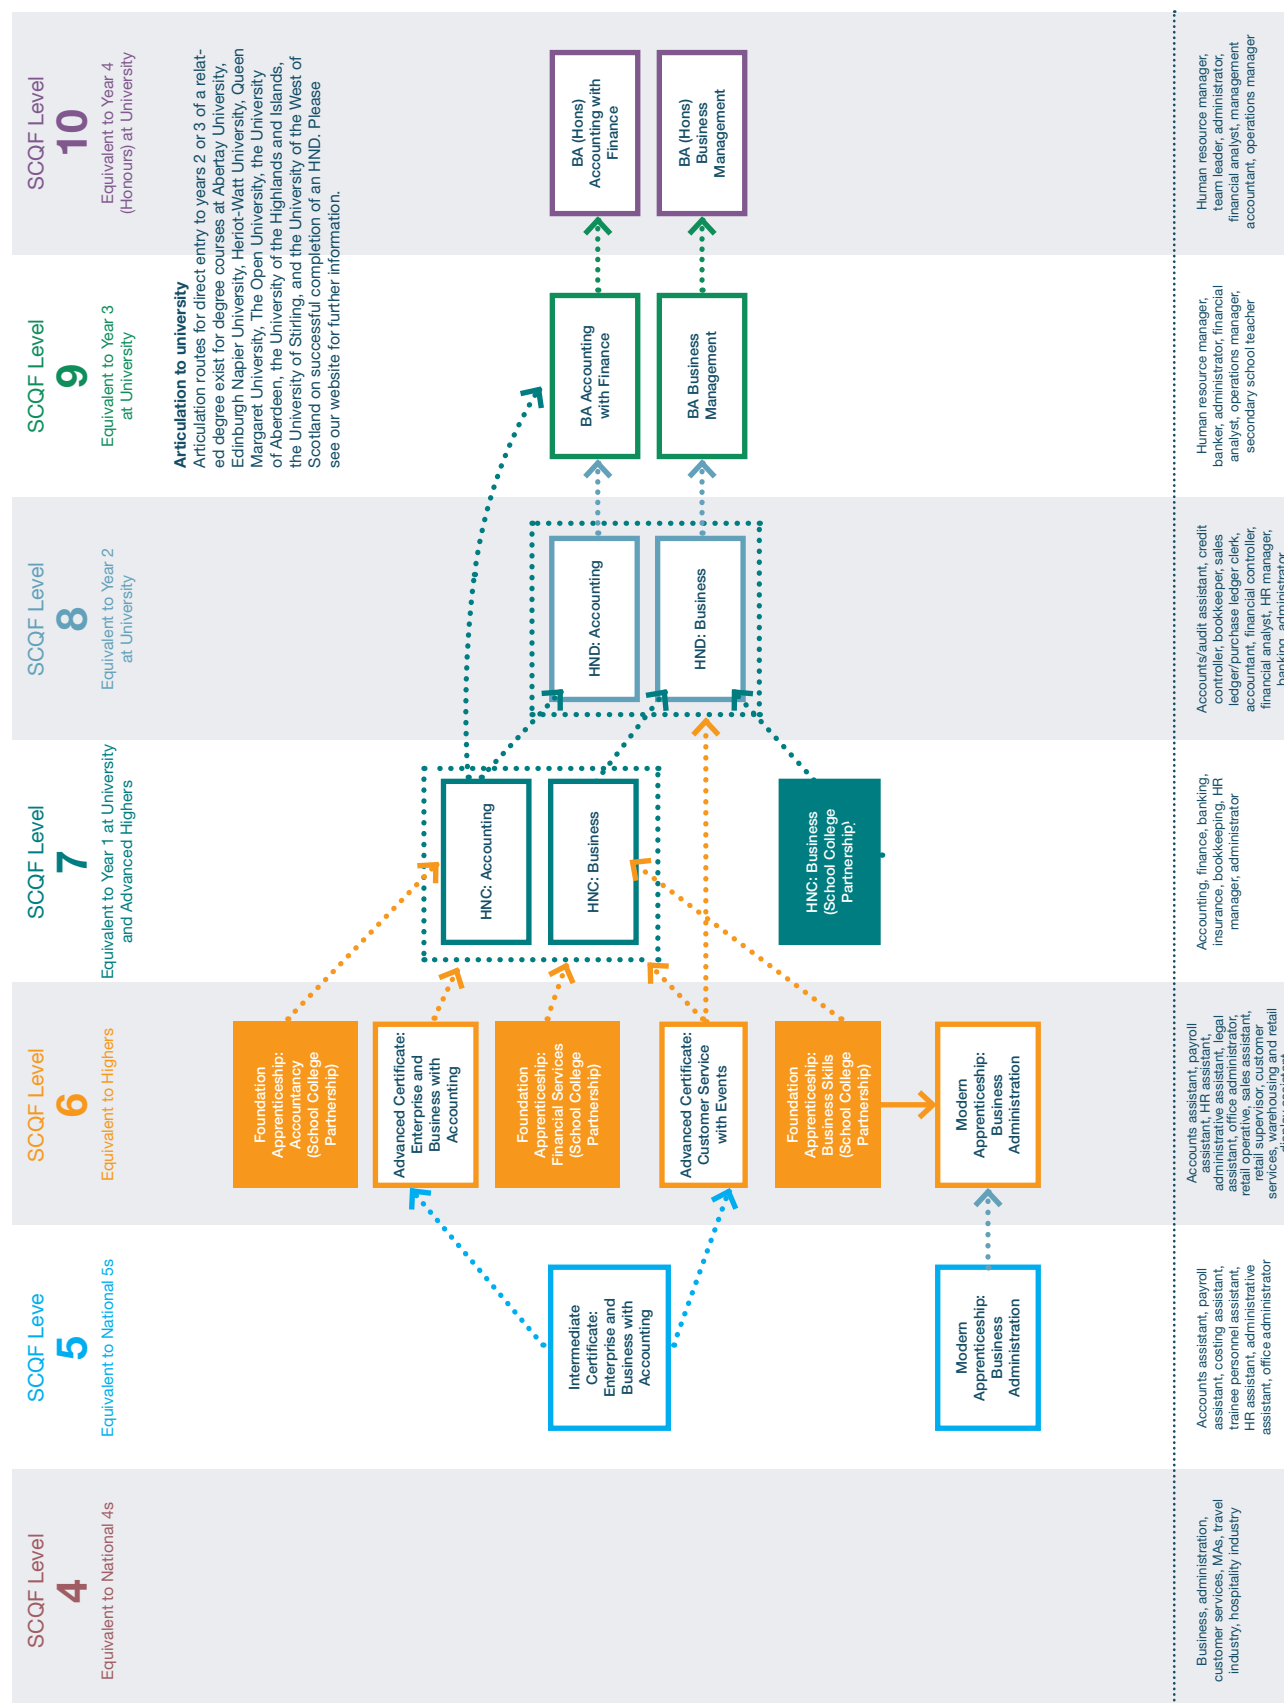 SCQF Level
4
Equivalent to National 4s
SCQF Leve
5
Equivalent to National 5s
SCQF Level
6
Equivalent to Highers
SCQF Level
7
Equivalent to Year 1 at University
and Advanced Highers
SCQF Level
8
Equivalent to Year 2
at University
SCQF Level
9
Equivalent to Year 3
at University
SCQF Level
10
Equivalent to Year 4
(Honours) at University
Articulation to university
Articulation routes for direct entry to years 2 or 3 of a relat-
ed degree exist for degree courses at Abertay University,
Edinburgh Napier University, Heriot-Watt University, Queen
Margaret University, The Open University, the University
of Aberdeen, the University of the Highlands and Islands,
the University of Stirling, and the University of the West of
Scotland on successful completion of an HND. Please
see our website for further information.
Foundation
Apprenticeship:
Accountancy
(School College
Partnership)
Advanced Certificate:
Enterprise and
Business with
Accounting
HNC: Accounting
Foundation
Apprenticeship:
Financial Services
(School College
Partnership)
Intermediate
Certificate:
Enterprise and
Business with
Accounting
HNC: Business
HND: Accounting
BA Accounting
with Finance
BA (Hons)
Accounting with
Finance
Advanced Certificate:
Customer Service
with Events
HND: Business
BA Business
Management
BA (Hons)
Business
Management
Foundation
Apprenticeship:
Business Skills
(School College
Partnership)
HNC: Business
(School College
Partnership)
Modern
Apprenticeship:
Business
Administration
Modern
Apprenticeship:
Business
Administration
Business, administration,
customer services, MAs, travel
industry, hospitality industry
Accounts assistant, payroll
assistant, costing assistant,
trainee personnel assistant,
HR assistant, administrative
assistant, office administrator
Accounts assistant, payroll
assistant, HR assistant,
administrative assistant, legal
assistant, office administrator,
retail operative, sales assistant,
retail supervisor, customer
services, warehousing and retail
display assistant
Accounting, finance, banking,
insurance, bookkeeping, HR
manager, administrator
Accounts/audit assistant, credit
controller, bookkeeper, sales
ledger/purchase ledger clerk,
accountant, financial controller,
financial analyst, HR manager,
banking, administrator
Human resource manager,
banker, administrator, financial
analyst, operations manager,
secondary school teacher
Human resource manager,
team leader, administrator,
financial analyst, management
accountant, operations manager